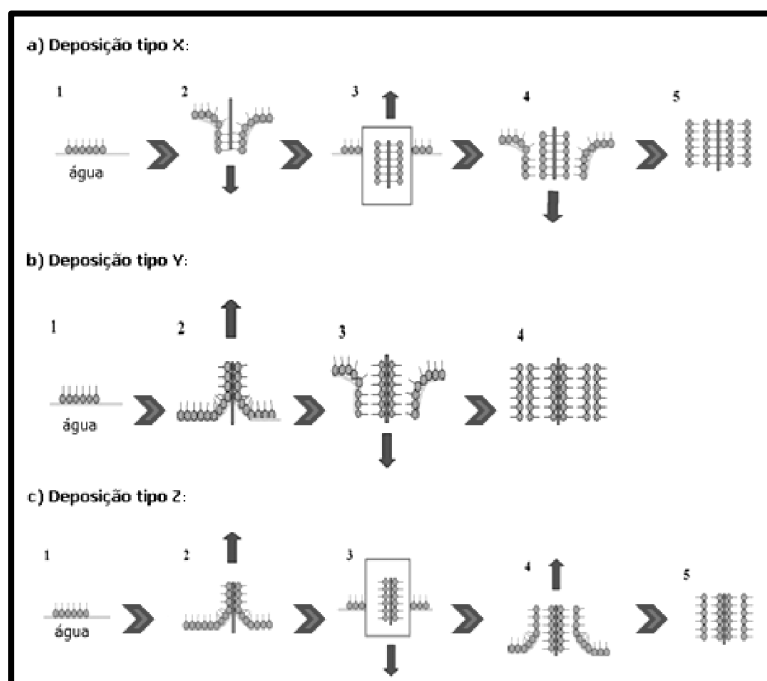 a) Deposição tipo X:
1 2 3 4 5
água
b) Deposição tipo Y:
1 2 3 4
água
c) Deposição tipo Z:
1 2 3 4 5
água